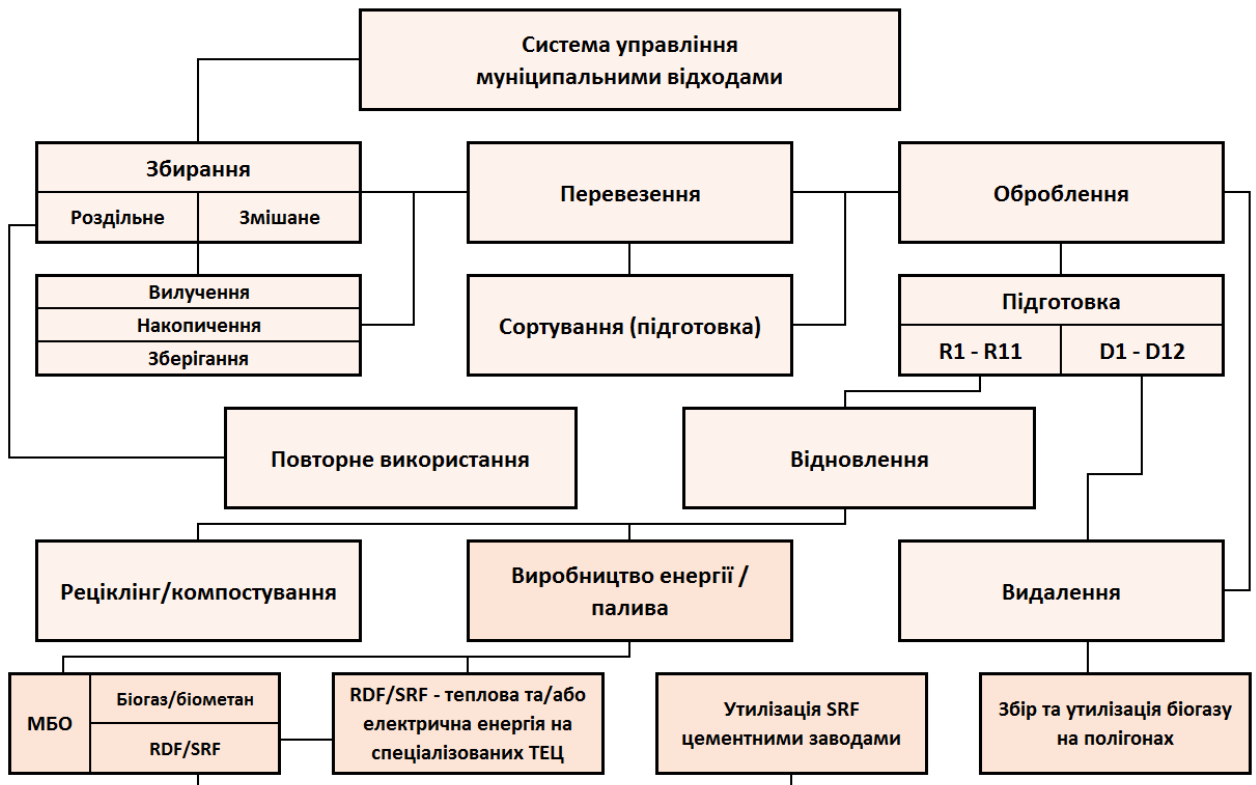 Система управління
муніципальними відходами
Збирання
Роздільне
Змішане
Перевезення
Оброблення
Вилучення
Накопичення
Зберігання
Сортування (підготовка)
Підготовка
R1 - R11
D1 - D12
Повторне використання
Відновлення
Реціклінг/компостування
Виробництво енергії /
палива
Видалення
МБО
Біогаз/біометан
RDF/SRF
RDF/SRF - теплова та/або
електрична енергія на
спеціалізованих ТЕЦ
Утилізація SRF
цементними заводами
Збір та утилізація біогазу
на полігонах